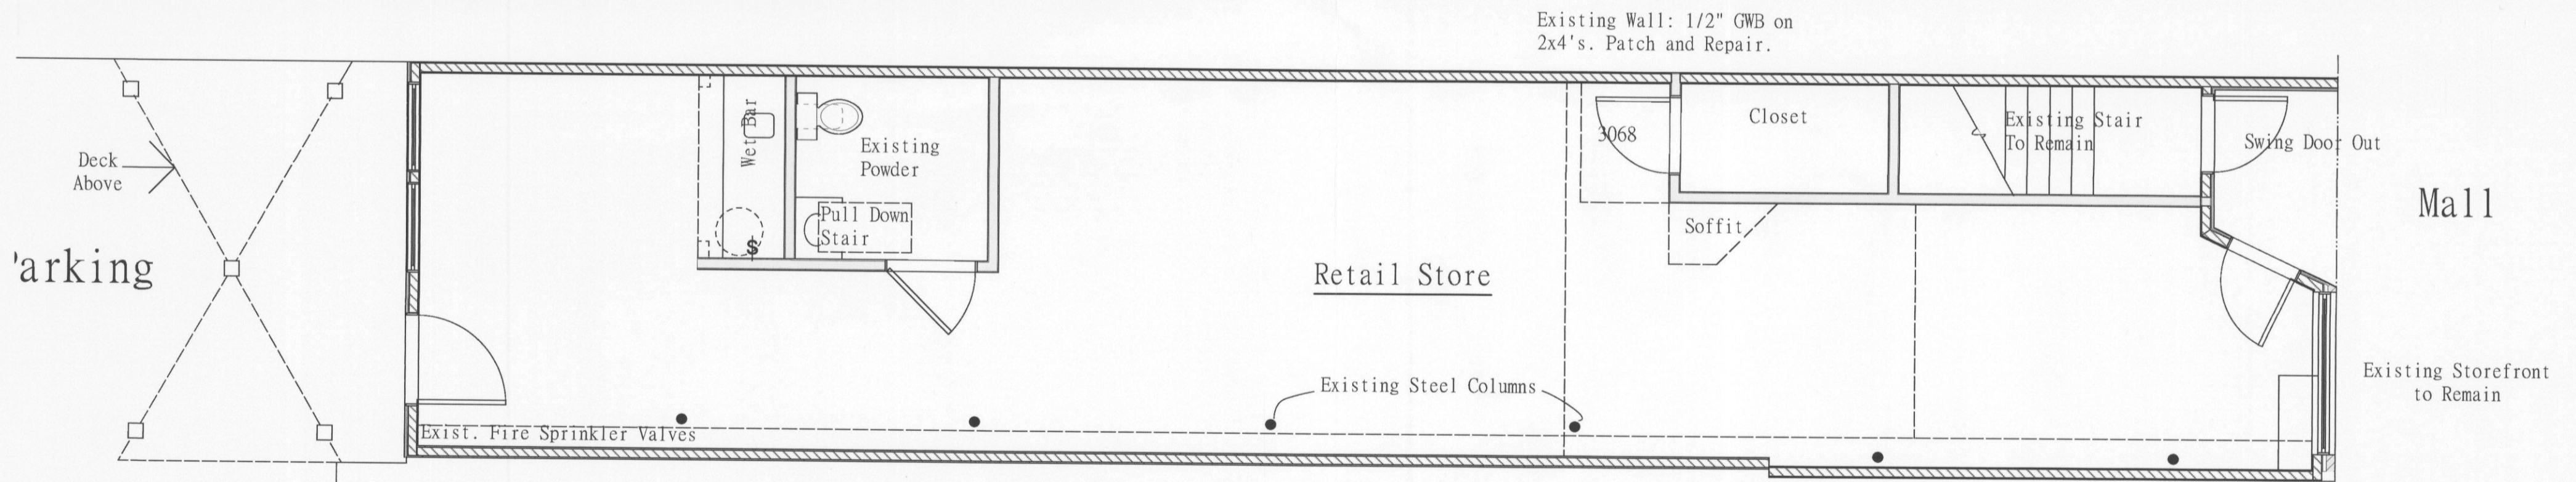 Existing Wall: 1/2" GWB on
2x4's. Patch and Repair.
Deck
Above
'arking
Wet Bar
S
Existing
Powder
Pull Down
Stair
Retail Store
3068
Closet
Soffit
Existing Stair
To Remain
Swing Door Out
Mall
Existing Steel Columns
Exist. Fire Sprinkler Valves
Existing Storefront
to Remain